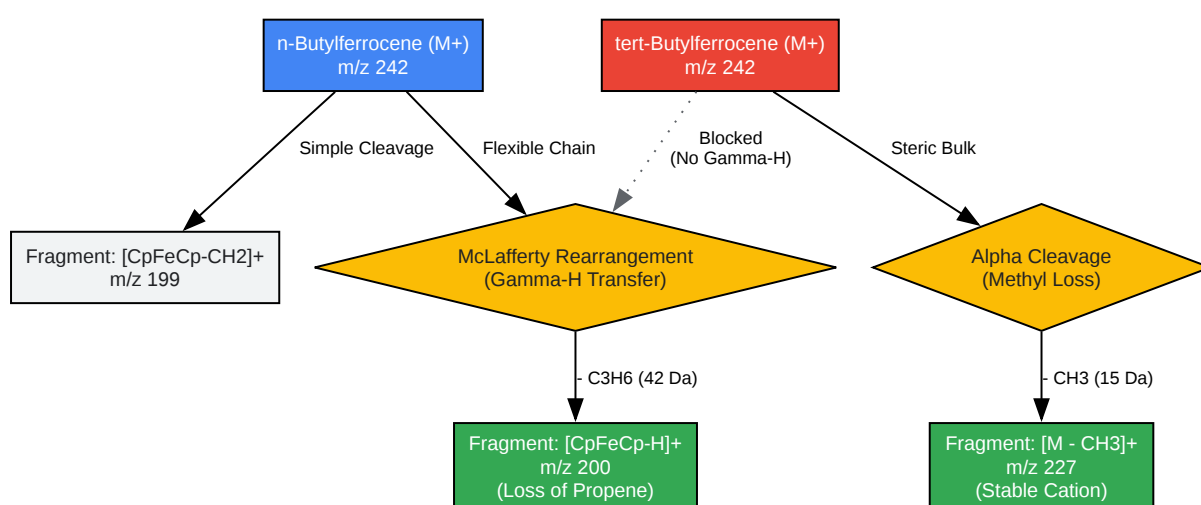 n-Butylferrocene (M+)
m/z 242
tert-Butylferrocene (M+)
m/z 242
Simple Cleavage
Flexible Chain
Blocked
(No Gamma-H)
Steric Bulk
Fragment: [CpFeCp-CH2]+
m/z 199
McLafferty Rearrangement
(Gamma-H Transfer)
Alpha Cleavage
(Methyl Loss)
- C3H6 (42 Da)
- CH3 (15 Da)
Fragment: [CpFeCp-H]+
m/z 200
(Loss of Propene)
Fragment: [M - CH3]+
m/z 227
(Stable Cation)